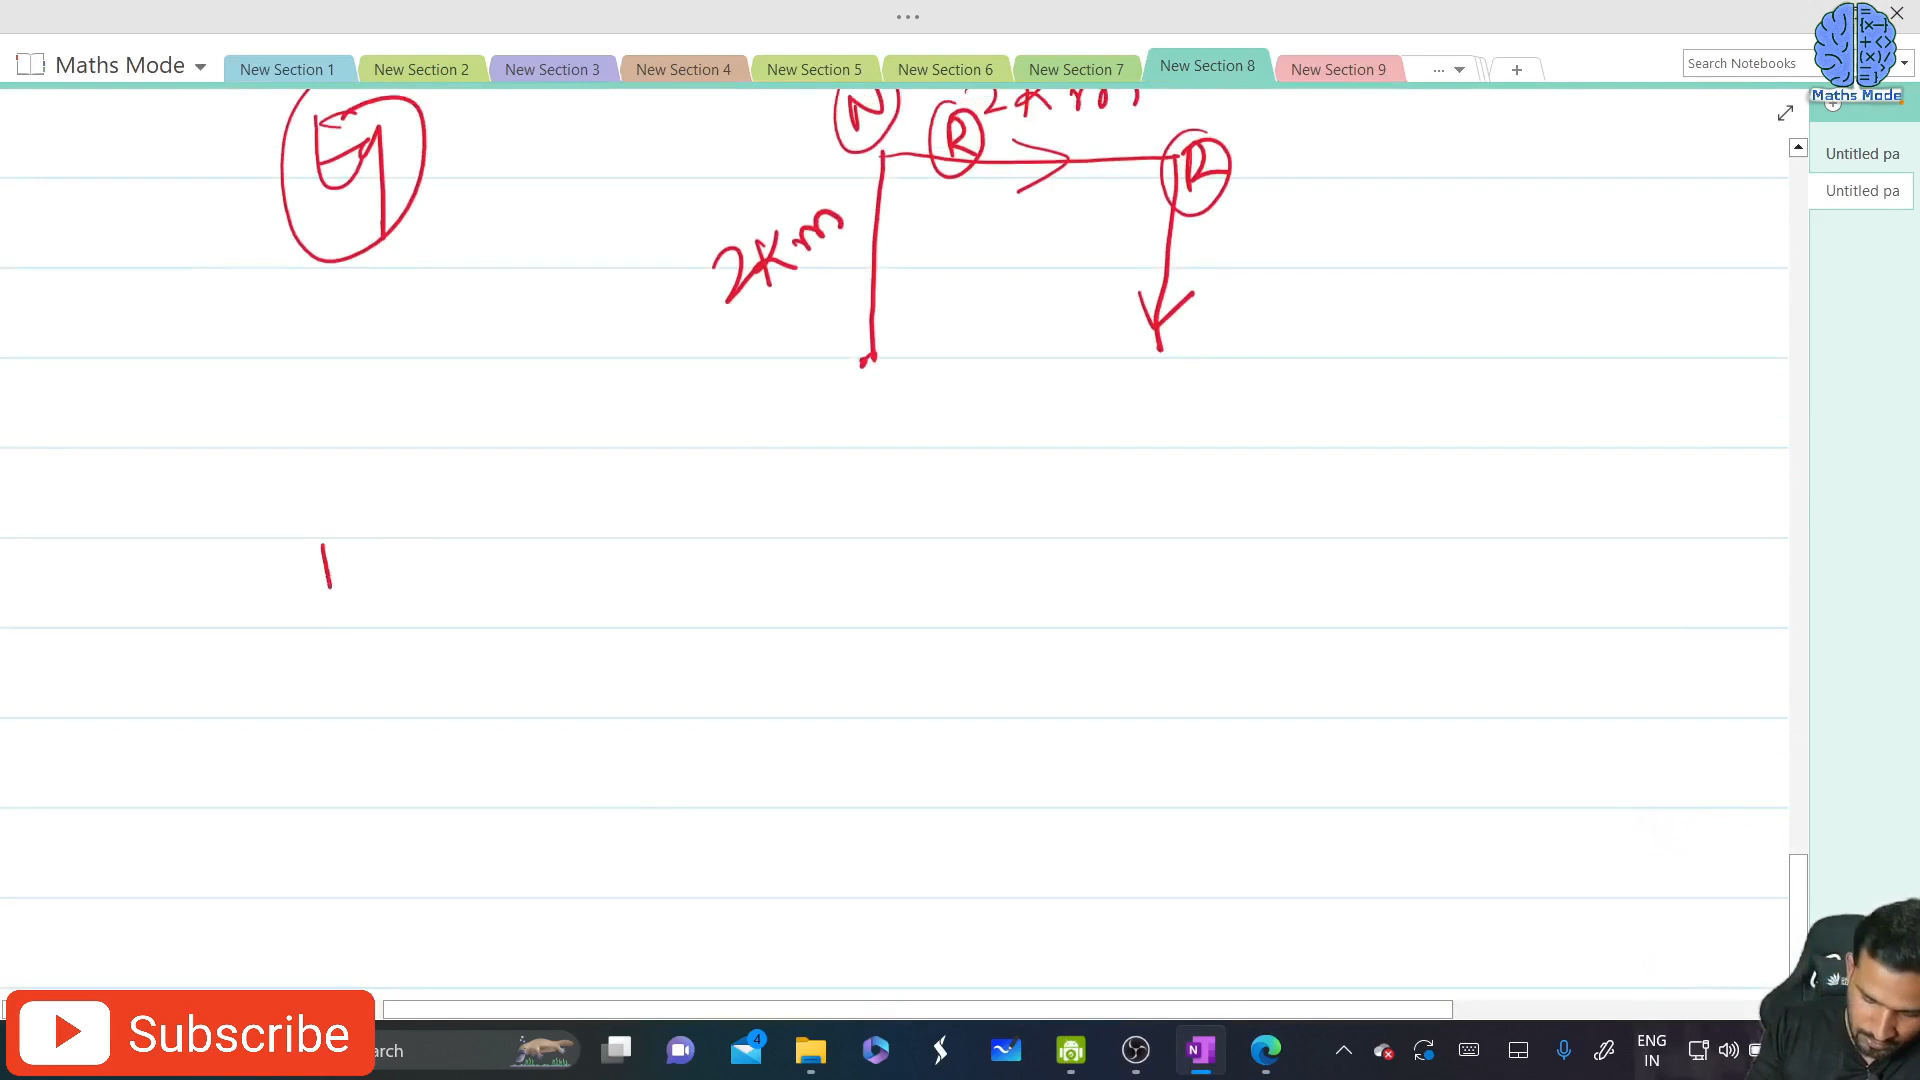 Maths Mode
New Section 1
New Section 2
New Section 3
New Section 4
New Section 5
New Section 6
New Section 7
New Section 8
New Section 9
...
Search Notebooks
Maths Mode
Untitled pa
Untitled pa
N
R
2Km
R
2Km
Subscribe
arch
4
ENG
IN